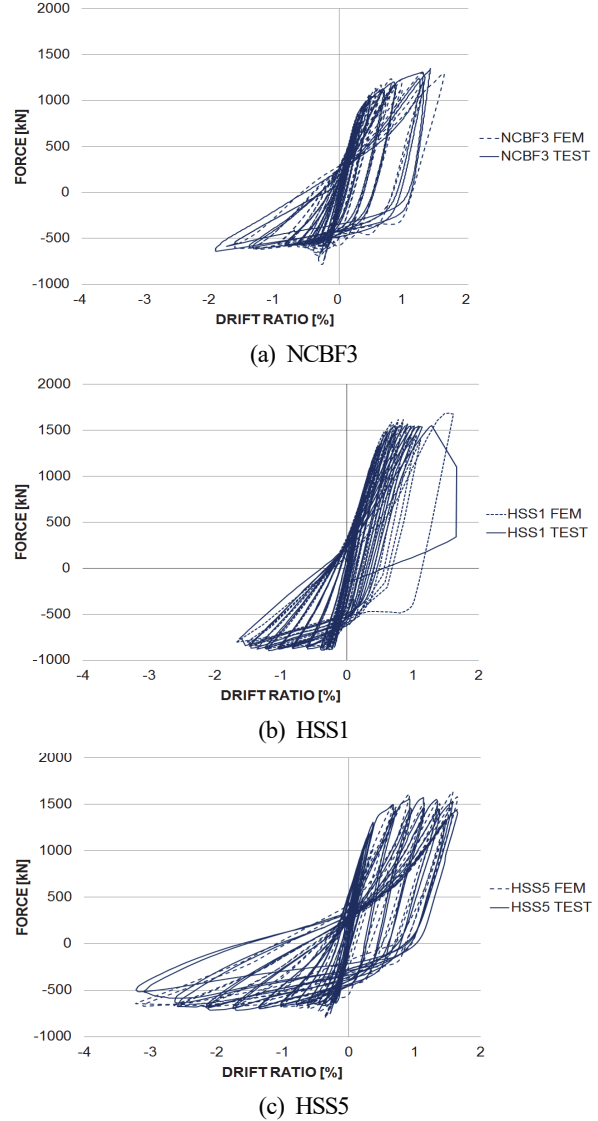 2000
1500
1000
500
0
-500
-1000
FORCE [kN]
-4 -3 -2 -1 0 1 2
DRIFT RATIO [%]
NCBF3 FEM
NCBF3 TEST
(a) NCBF3
2000
1500
1000
500
0
-500
-1000
FORCE [kN]
-4 -3 -2 -1 0 1 2
DRIFT RATIO [%]
HSS1 FEM
HSS1 TEST
(b) HSS1
2000
1500
1000
500
0
-500
-1000
FORCE [kN]
-4 -3 -2 -1 0 1 2
DRIFT RATIO [%]
HSS5 FEM
HSS5 TEST
(c) HSS5